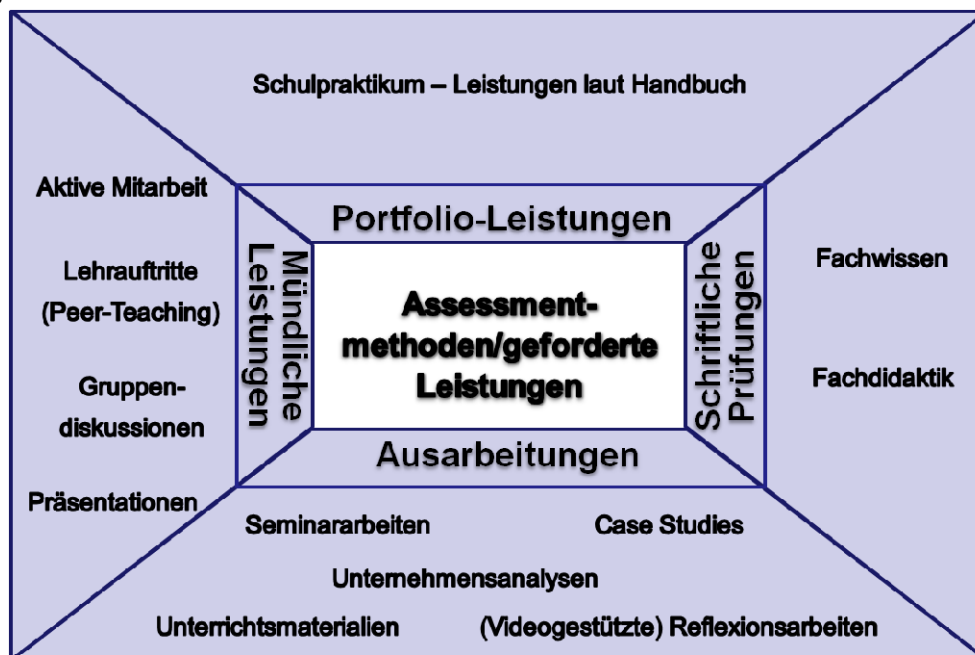 Schulpraktikum – Leistungen laut Handbuch
Portfolio-Leistungen
Aktive Mitarbeit
Lehrauftritte
(Peer-Teaching)
Gruppen-
diskussionen
Präsentationen
Mündliche
Leistungen
Assessment-
methoden/geforderte
Leistungen
Schriftliche
Prüfungen
Fachwissen
Fachdidaktik
Ausarbeitungen
Seminararbeiten
Case Studies
Unternehmensanalysen
Unterrichtsmaterialien
(Videogestützte) Reflexionsarbeiten